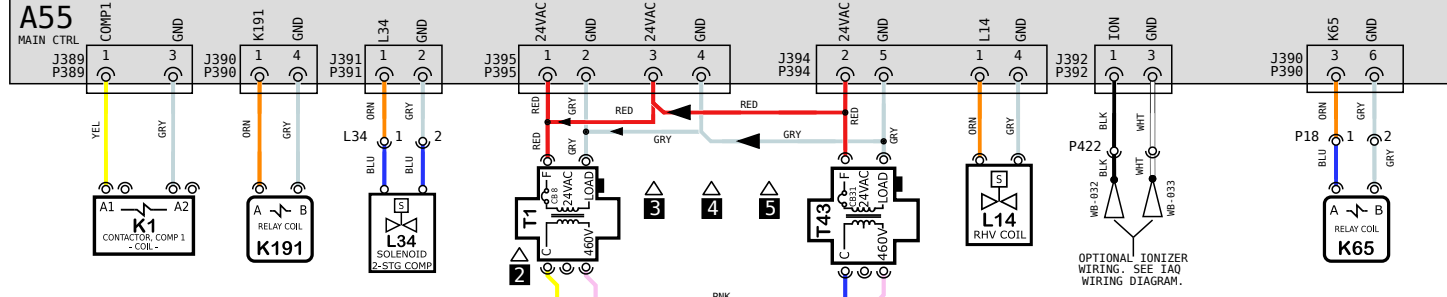 A55
MAIN CTRL
COMP1 GND K191 GND L34 GND 24VAC GND 24VAC GND 24VAC GND L14 GND ION GND K65 GND
J389 1 3 J390 1 4 J391 1 2 J395 1 2 3 4 J394 2 5 1 4 J392 1 3 J390 3 6
P389 P390 P391 P395 P394 P392 P390
YEL GRY ORN GRY ORN GRY RED GRY RED RED RED ORN GRY BLK WHT ORN GRY
L34 1 2 RED GRY GRY GRY GRY P422 P18 1 2
BLU BLU BLK WHT BLU GRY
A1 A2
K1
CONTACTOR, COMP 1
- COIL -
A B
RELAY COIL
K191
S
L34
SOLENOID
2-STG COMP
T1
F
CB8
24VAC
LOAD
C
460V
2
3
4
5
T43
F
CB31
24VAC
LOAD
C
460V
S
L14
RHV COIL
WB-032 WB-033
OPTIONAL IONIZER
WIRING. SEE IAQ
WIRING DIAGRAM.
A B
RELAY COIL
K65
PNK